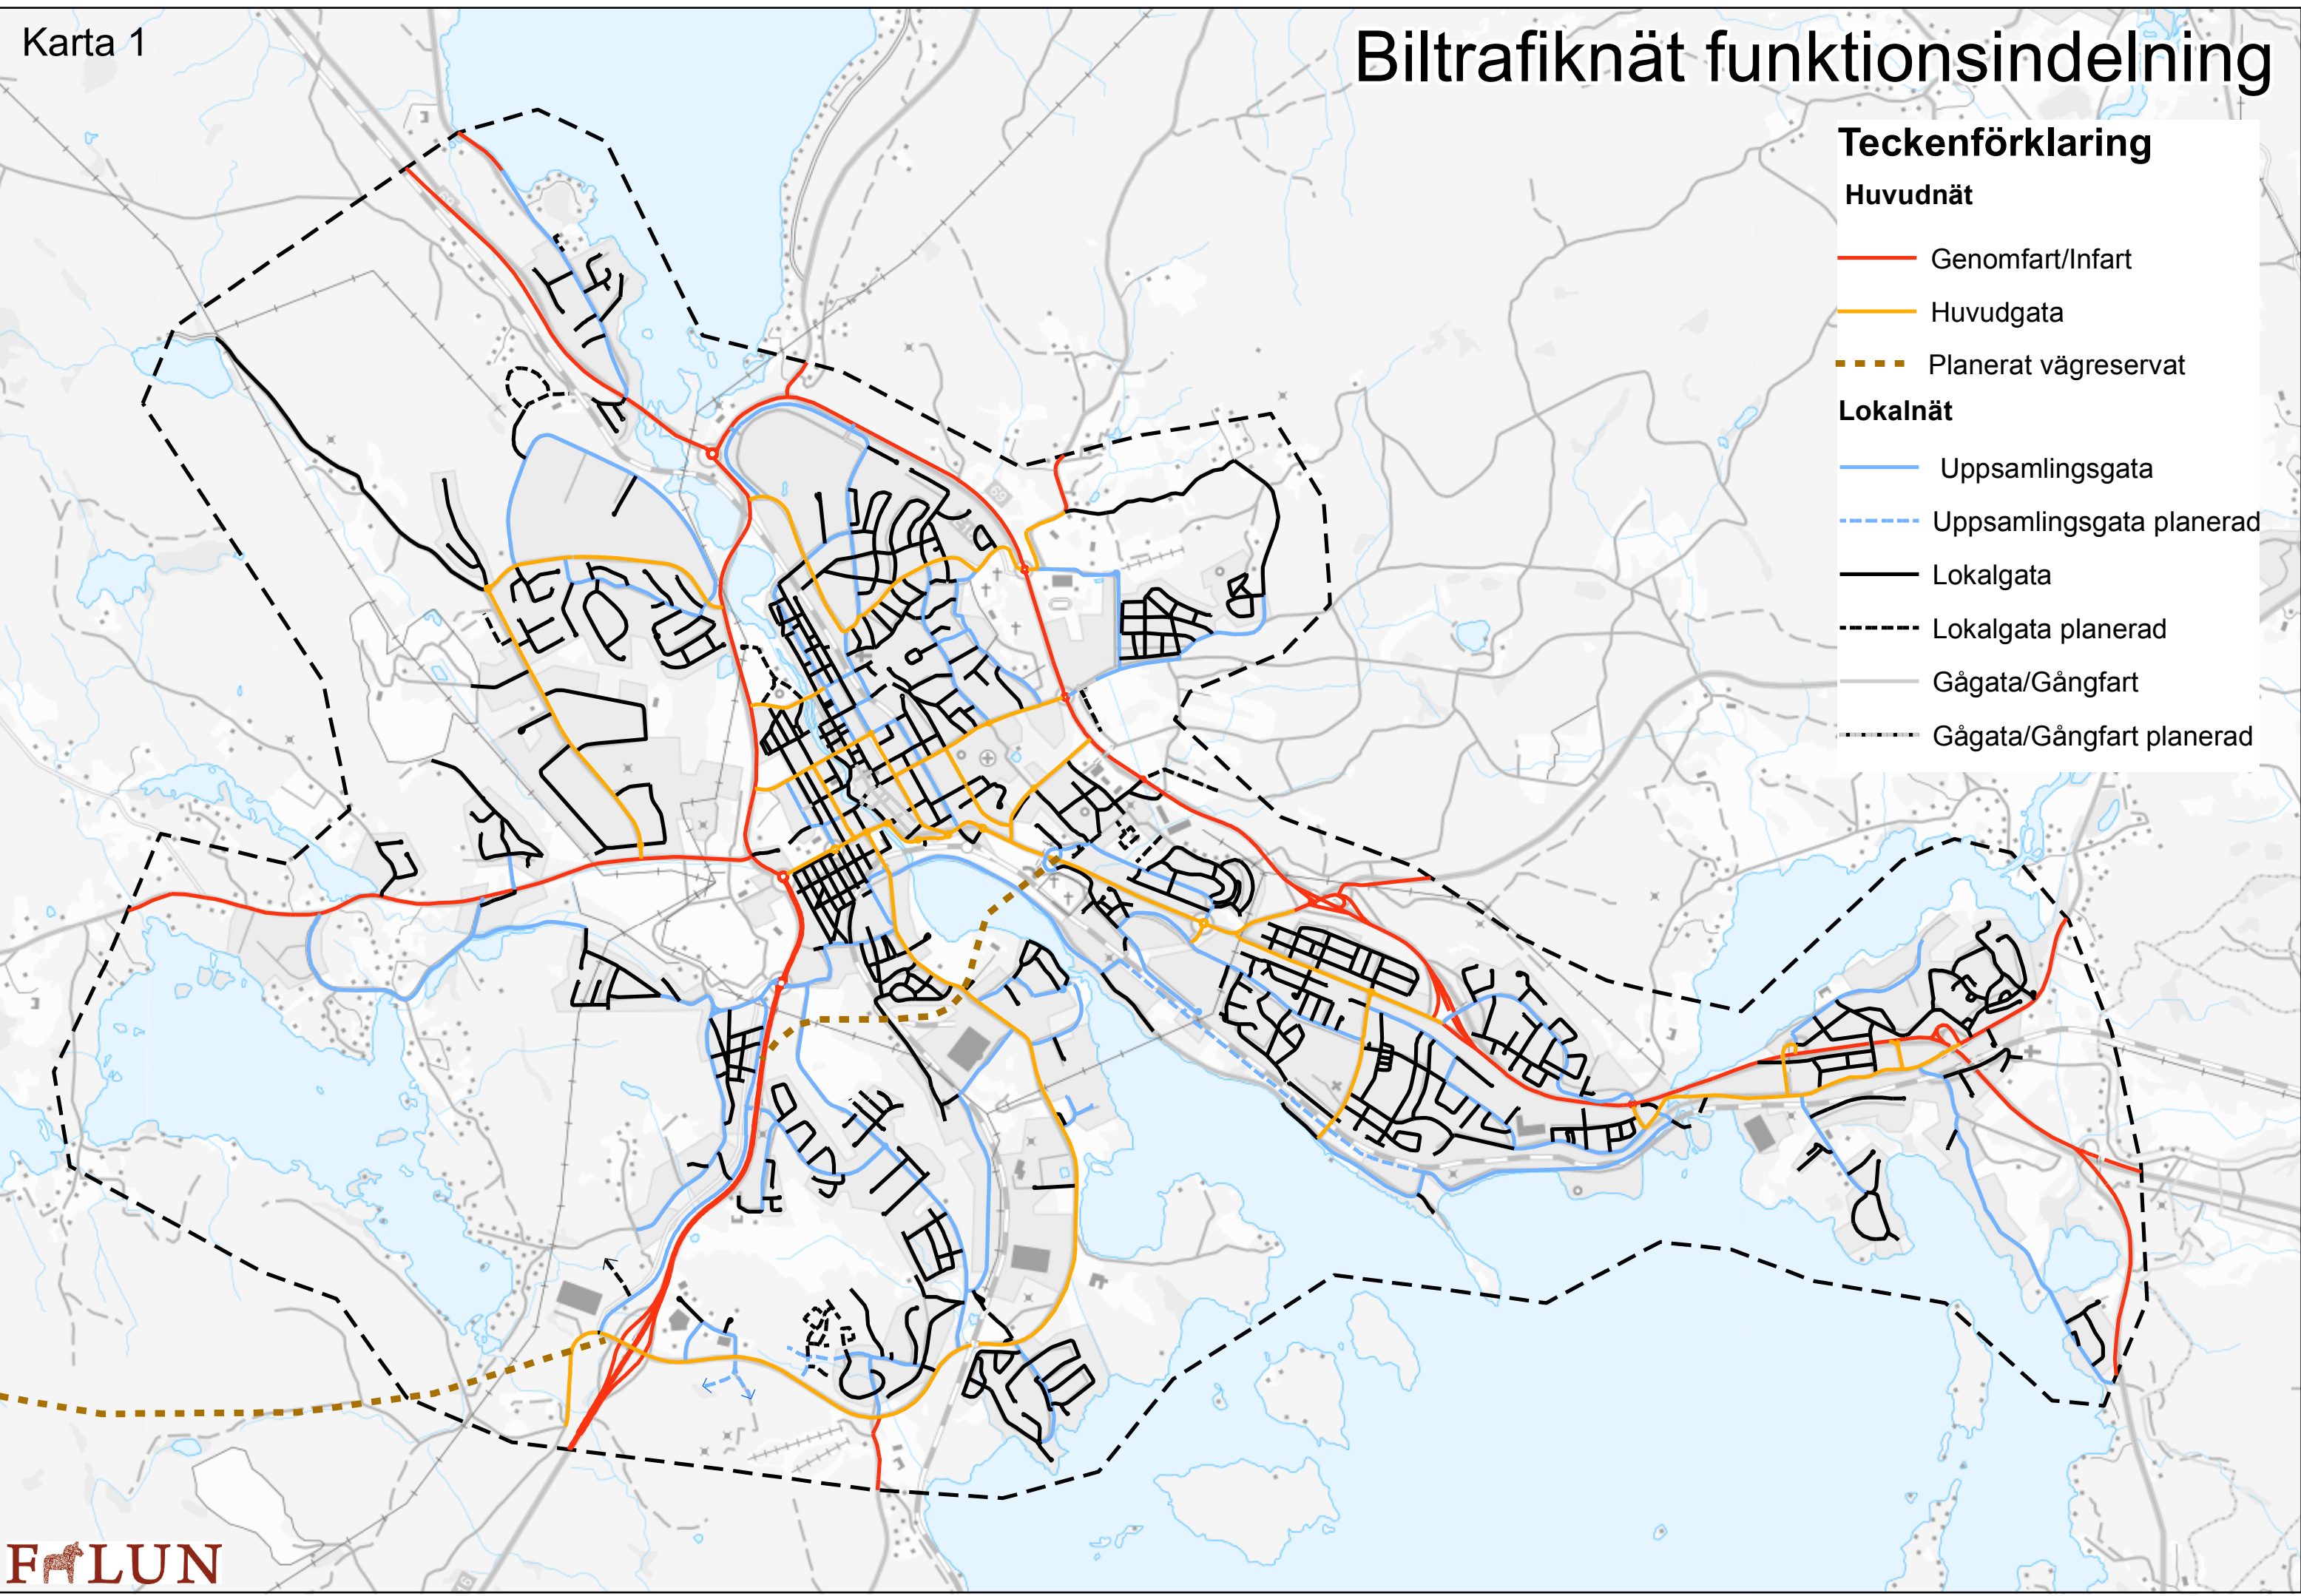 Karta 1
Biltrafiknät funktionsindelning
Teckenförklaring
Huvudnät
Genomfart/Infart
Huvudgata
Planerat vägreservat
Lokalnät
Uppsamlingsgata
Uppsamlingsgata planerad
Lokalgata
Lokalgata planerad
Gågata/Gångfart
Gågata/Gångfart planerad
69
FALUN